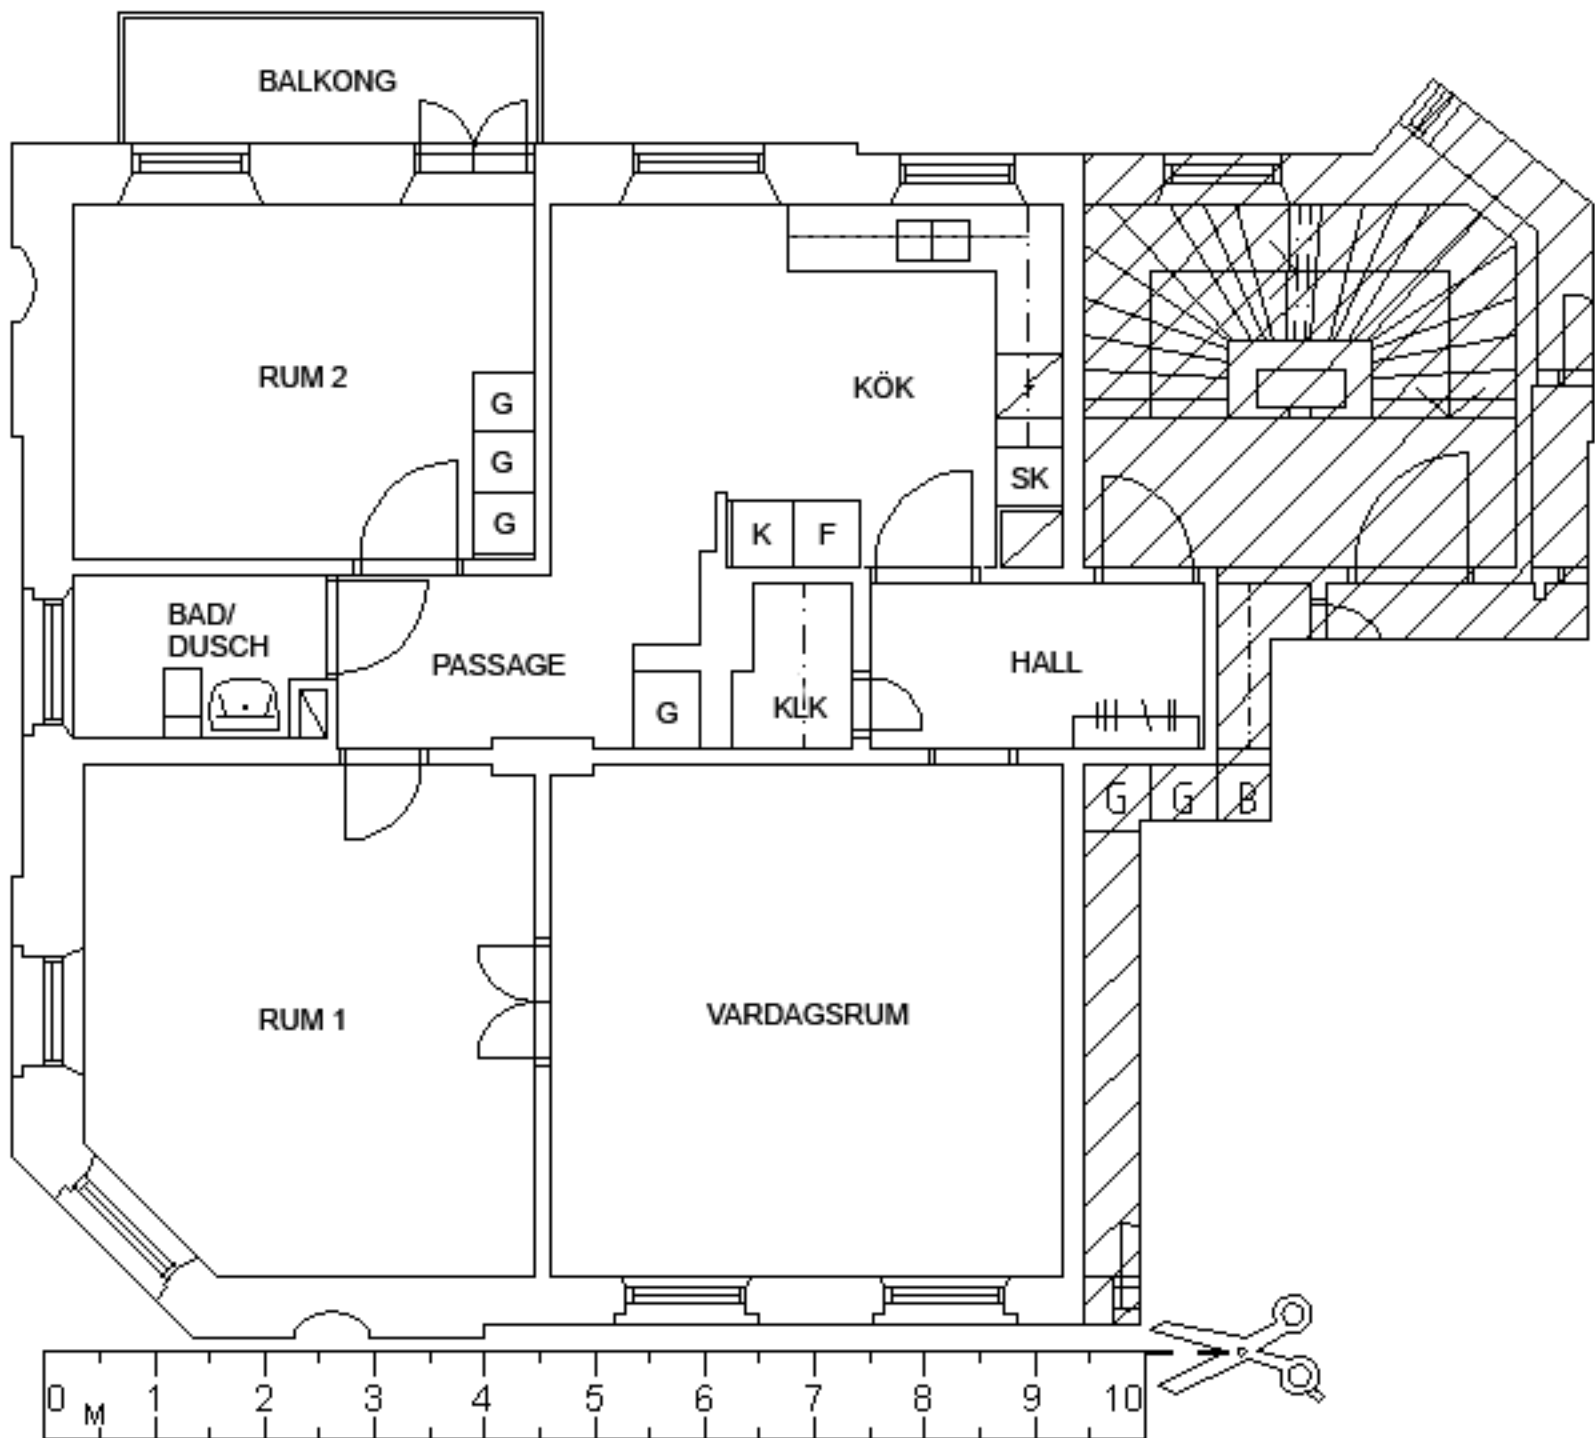 BALKONG
RUM 2
G
G
G
KÖK
SK
K F
BAD/
DUSCH
PASSAGE
G
KLK
HALL
G G B
RUM 1
VARDAGSRUM
0 M 1 2 3 4 5 6 7 8 9 10